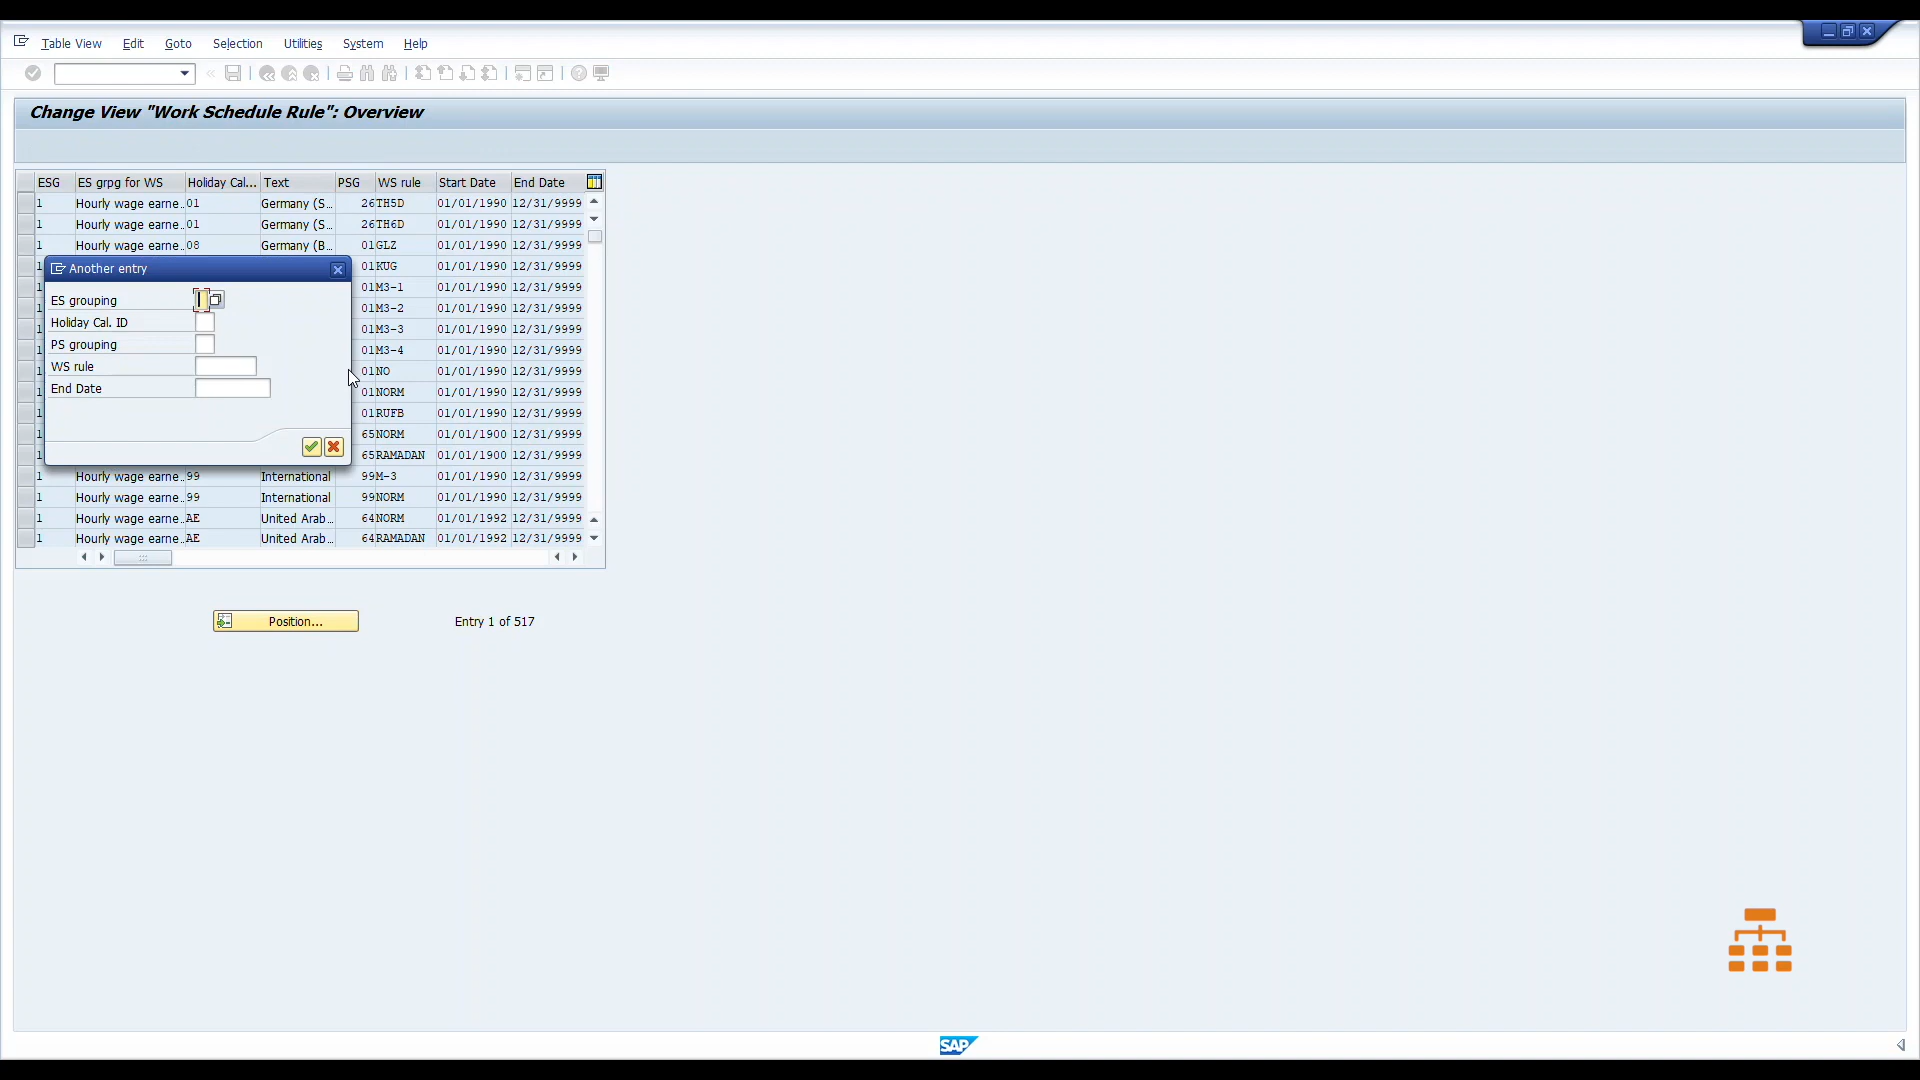 Table View Edit Goto Selection Utilities System Help
Change View "Work Schedule Rule": Overview
ESG ES grpg for WS Holiday Cal... Text PSG WS rule Start Date End Date
1 Hourly wage earne.. 01 Germany (S... 26 TH5D 01/01/1990 12/31/9999
1 Hourly wage earne.. 01 Germany (S... 26 TH6D 01/01/1990 12/31/9999
1 Hourly wage earne.. 08 Germany (B... 01 GLZ 01/01/1990 12/31/9999
Another entry
ES grouping
Holiday Cal. ID
PS grouping
WS rule
End Date
1 01 KUG 01/01/1990 12/31/9999
1 01 M3-1 01/01/1990 12/31/9999
1 01 M3-2 01/01/1990 12/31/9999
1 01 M3-3 01/01/1990 12/31/9999
1 01 M3-4 01/01/1990 12/31/9999
1 01 NO 01/01/1990 12/31/9999
1 01 NORM 01/01/1990 12/31/9999
1 01 RUFB 01/01/1990 12/31/9999
1 65 NORM 01/01/1900 12/31/9999
1 65 RAMADAN 01/01/1900 12/31/9999
1 Hourly wage earne.. 99 International 99 M-3 01/01/1990 12/31/9999
1 Hourly wage earne.. 99 International 99 NORM 01/01/1990 12/31/9999
1 Hourly wage earne.. AE United Arab... 64 NORM 01/01/1992 12/31/9999
1 Hourly wage earne.. AE United Arab... 64 RAMADAN 01/01/1992 12/31/9999
Position... Entry 1 of 517
SAP